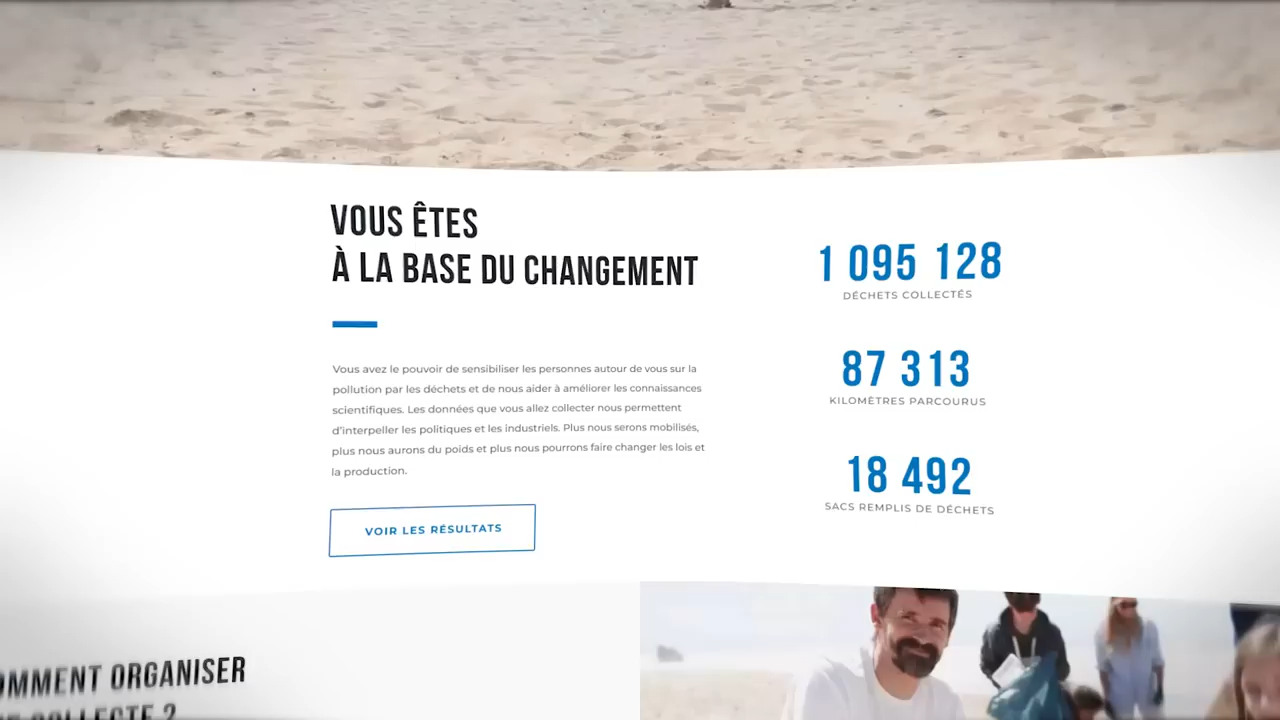 VOUS ÊTES
À LA BASE DU CHANGEMENT
Vous avez le pouvoir de sensibiliser les personnes autour de vous sur la
pollution par les déchets et de nous aider à améliorer les connaissances
scientifiques. Les données que vous allez collecter nous permettent
d'interpeller les politiques et les industriels. Plus nous serons mobilisés,
plus nous aurons du poids et plus nous pourrons faire changer les lois et
la production.
VOIR LES RÉSULTATS
1 095 128
DÉCHETS COLLECTÉS
87 313
KILOMÈTRES PARCOURUS
18 492
SACS REMPLIS DE DÉCHETS
OMMENT ORGANISER
COLLECTE ?